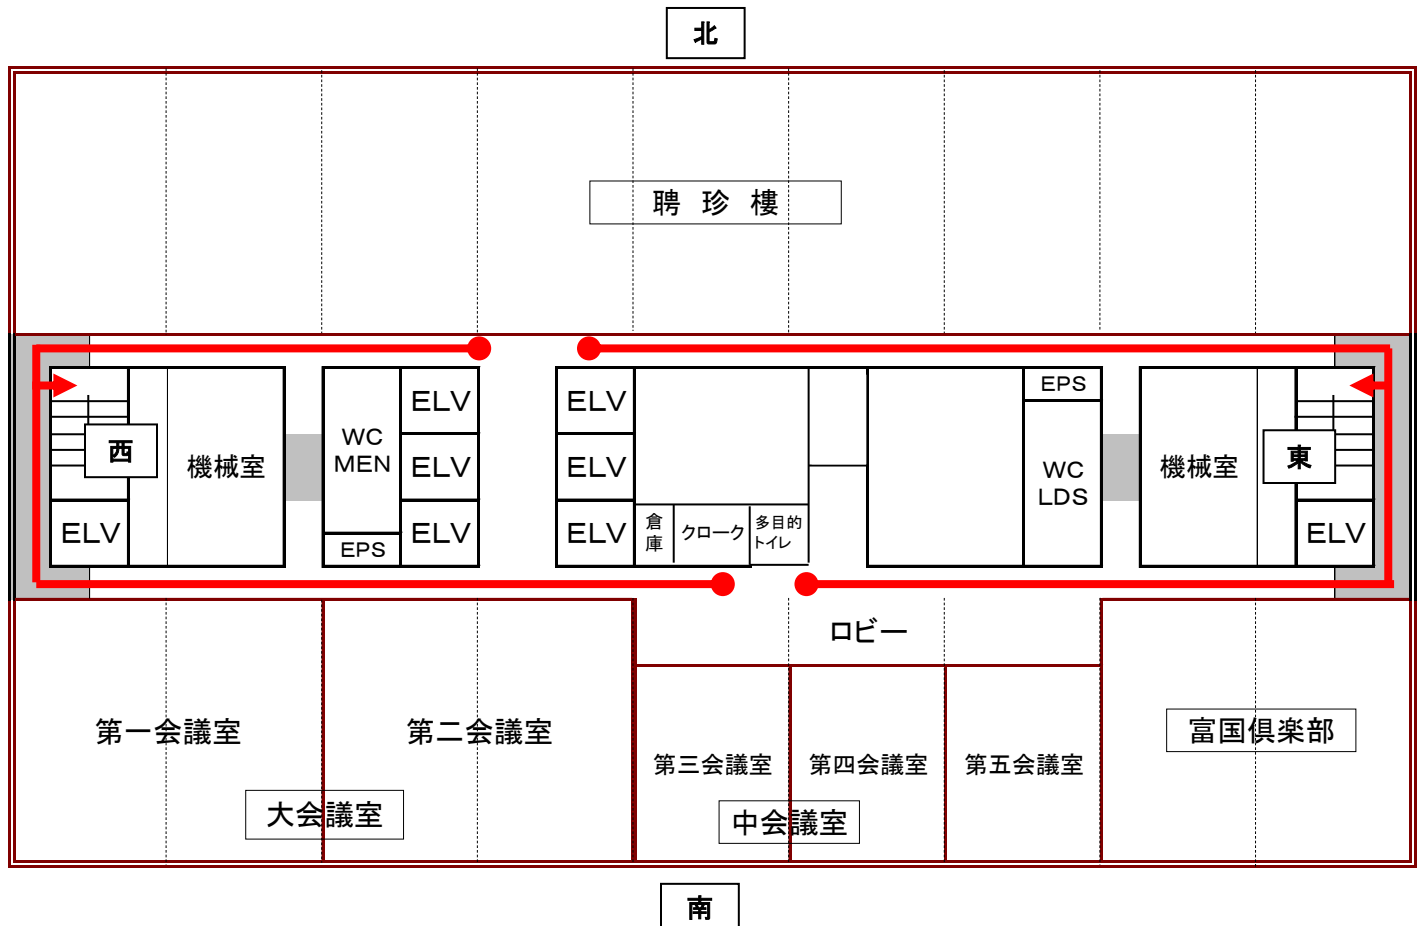 北
聘珍樓
ELV
ELV
EPS
WC
MEN
WC
LDS
西
機械室
ELV
ELV
機械室
東
ELV
ELV
EPS
ELV
倉庫
クローク
多目的
トイレ
ELV
ロビー
第一会議室
第二会議室
第三会議室
第四会議室
第五会議室
富国倶楽部
大会議室
中会議室
南